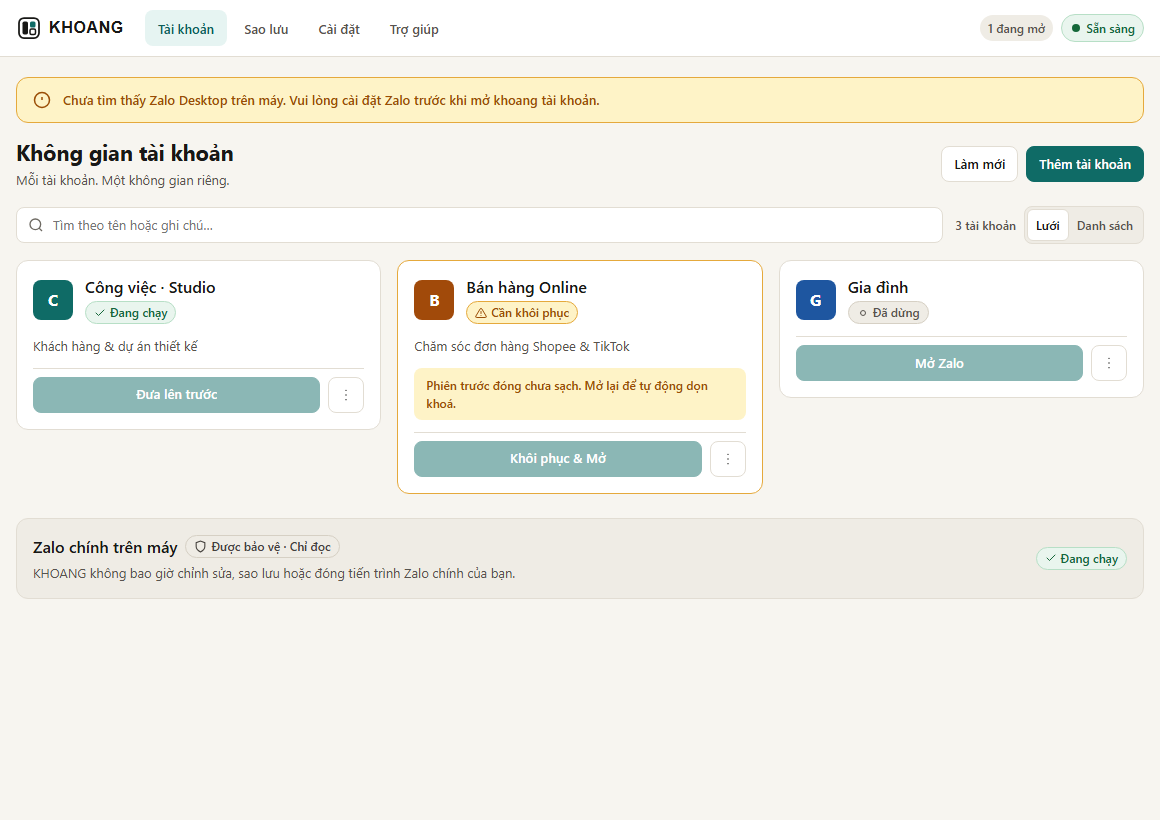 KHOANG
Tài khoản
Sao lưu
Cài đặt
Trợ giúp
1 đang mở
Sẵn sàng
Chưa tìm thấy Zalo Desktop trên máy. Vui lòng cài đặt Zalo trước khi mở khoang tài khoản.
Không gian tài khoản
Mỗi tài khoản. Một không gian riêng.
Làm mới
Thêm tài khoản
Tìm theo tên hoặc ghi chú...
3 tài khoản
Lưới
Danh sách
C
Công việc · Studio
Đang chạy
Khách hàng & dự án thiết kế
Đưa lên trước
B
Bán hàng Online
Cần khôi phục
Chăm sóc đơn hàng Shopee & TikTok
Phiên trước đóng chưa sạch. Mở lại để tự động dọn
khoá.
Khôi phục & Mở
G
Gia đình
Đã dừng
Mở Zalo
Zalo chính trên máy
Được bảo vệ · Chỉ đọc
KHOANG không bao giờ chỉnh sửa, sao lưu hoặc đóng tiến trình Zalo chính của bạn.
Đang chạy